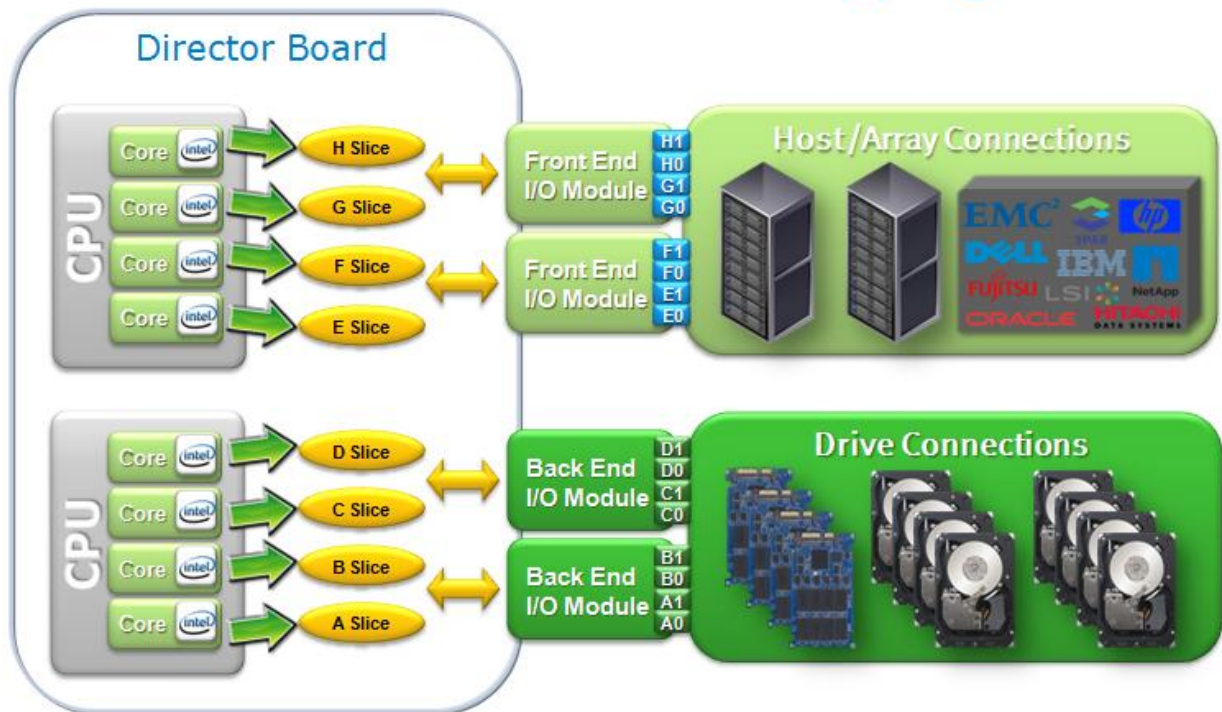 Director Board
CPU
Core intel
H Slice
Core intel
G Slice
Core intel
F Slice
Core intel
E Slice
Front End
I/O Module
H1
H0
G1
G0
Front End
I/O Module
F1
F0
E1
E0
Host/Array Connections
EMC²
3PAR
hp
DELL
IBM
FUJITSU
LSI
NetApp
ORACLE
HITACHI
DATA SYSTEMS
CPU
Core intel
D Slice
Core intel
C Slice
Core intel
B Slice
Core intel
A Slice
Back End
I/O Module
D1
D0
C1
C0
Back End
I/O Module
B1
B0
A1
A0
Drive Connections